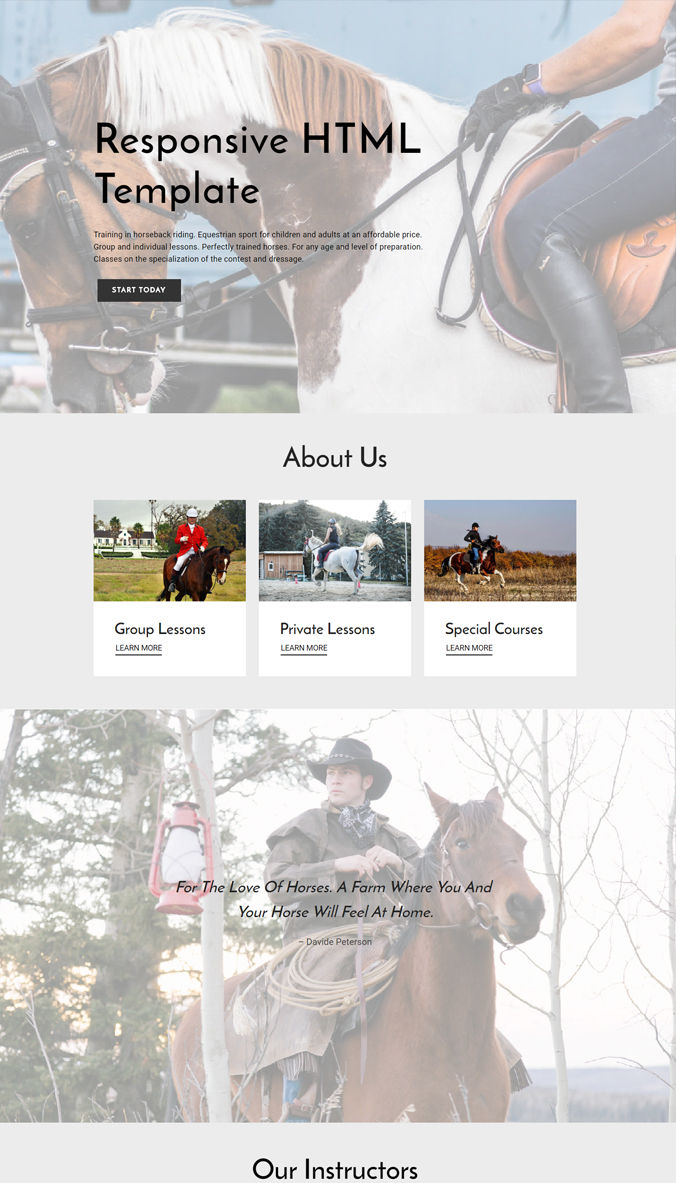 Responsive HTML
Template
Training in horseback riding. Equestrian sport for children and adults at an affordable price.
Group and individual lessons. Perfectly trained horses. For any age and level of preparation.
Classes on the specialization of the contest and dressage.
START TODAY
About Us
Group Lessons
LEARN MORE
Private Lessons
LEARN MORE
Special Courses
LEARN MORE
For The Love Of Horses. A Farm Where You And
Your Horse Will Feel At Home.
– Davide Peterson
Our Instructors